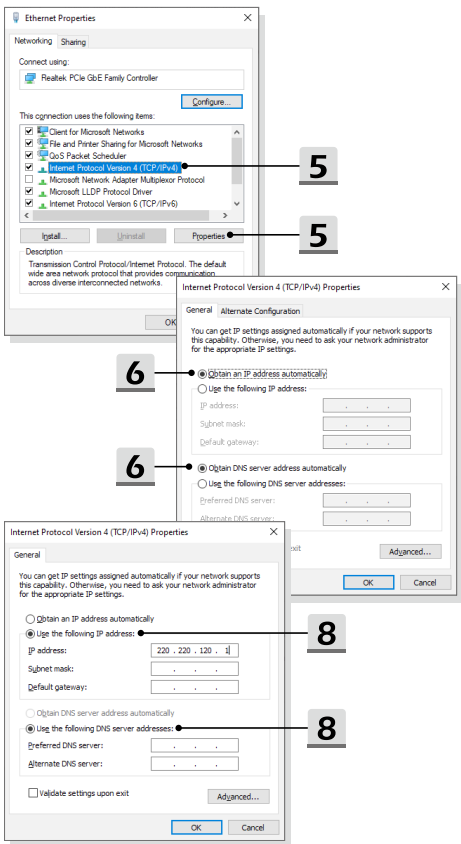 Ethernet Properties
Networking Sharing
Connect using:
Realtek PCIe GbE Family Controller
Configure...
This connection uses the following items:
Client for Microsoft Networks
File and Printer Sharing for Microsoft Networks
QoS Packet Scheduler
Internet Protocol Version 4 (TCP/IPv4)
5
Microsoft Network Adapter Multiplexor Protocol
Microsoft LLDP Protocol Driver
Internet Protocol Version 6 (TCP/IPv6)
Install... Uninstall Properties
5
Description
Transmission Control Protocol/Internet Protocol. The default
wide area network protocol that provides communication
across diverse interconnected networks.
OK
Internet Protocol Version 4 (TCP/IPv4) Properties
General Alternate Configuration
You can get IP settings assigned automatically if your network supports
this capability. Otherwise, you need to ask your network administrator
for the appropriate IP settings.
6
Obtain an IP address automatically
Use the following IP address:
IP address: . . .
Subnet mask: . . .
Default gateway: . . .
6
Obtain DNS server address automatically
Use the following DNS server addresses:
Preferred DNS server: . . .
Alternate DNS server: . . .
exit
Advanced...
OK Cancel
Internet Protocol Version 4 (TCP/IPv4) Properties
General
You can get IP settings assigned automatically if your network supports
this capability. Otherwise, you need to ask your network administrator
for the appropriate IP settings.
Obtain an IP address automatically
Use the following IP address:
8
IP address: 220 . 220 . 120 . 1
Subnet mask: . . .
Default gateway: . . .
Obtain DNS server address automatically
Use the following DNS server addresses:
8
Preferred DNS server: . . .
Alternate DNS server: . . .
Validate settings upon exit
Advanced...
OK Cancel